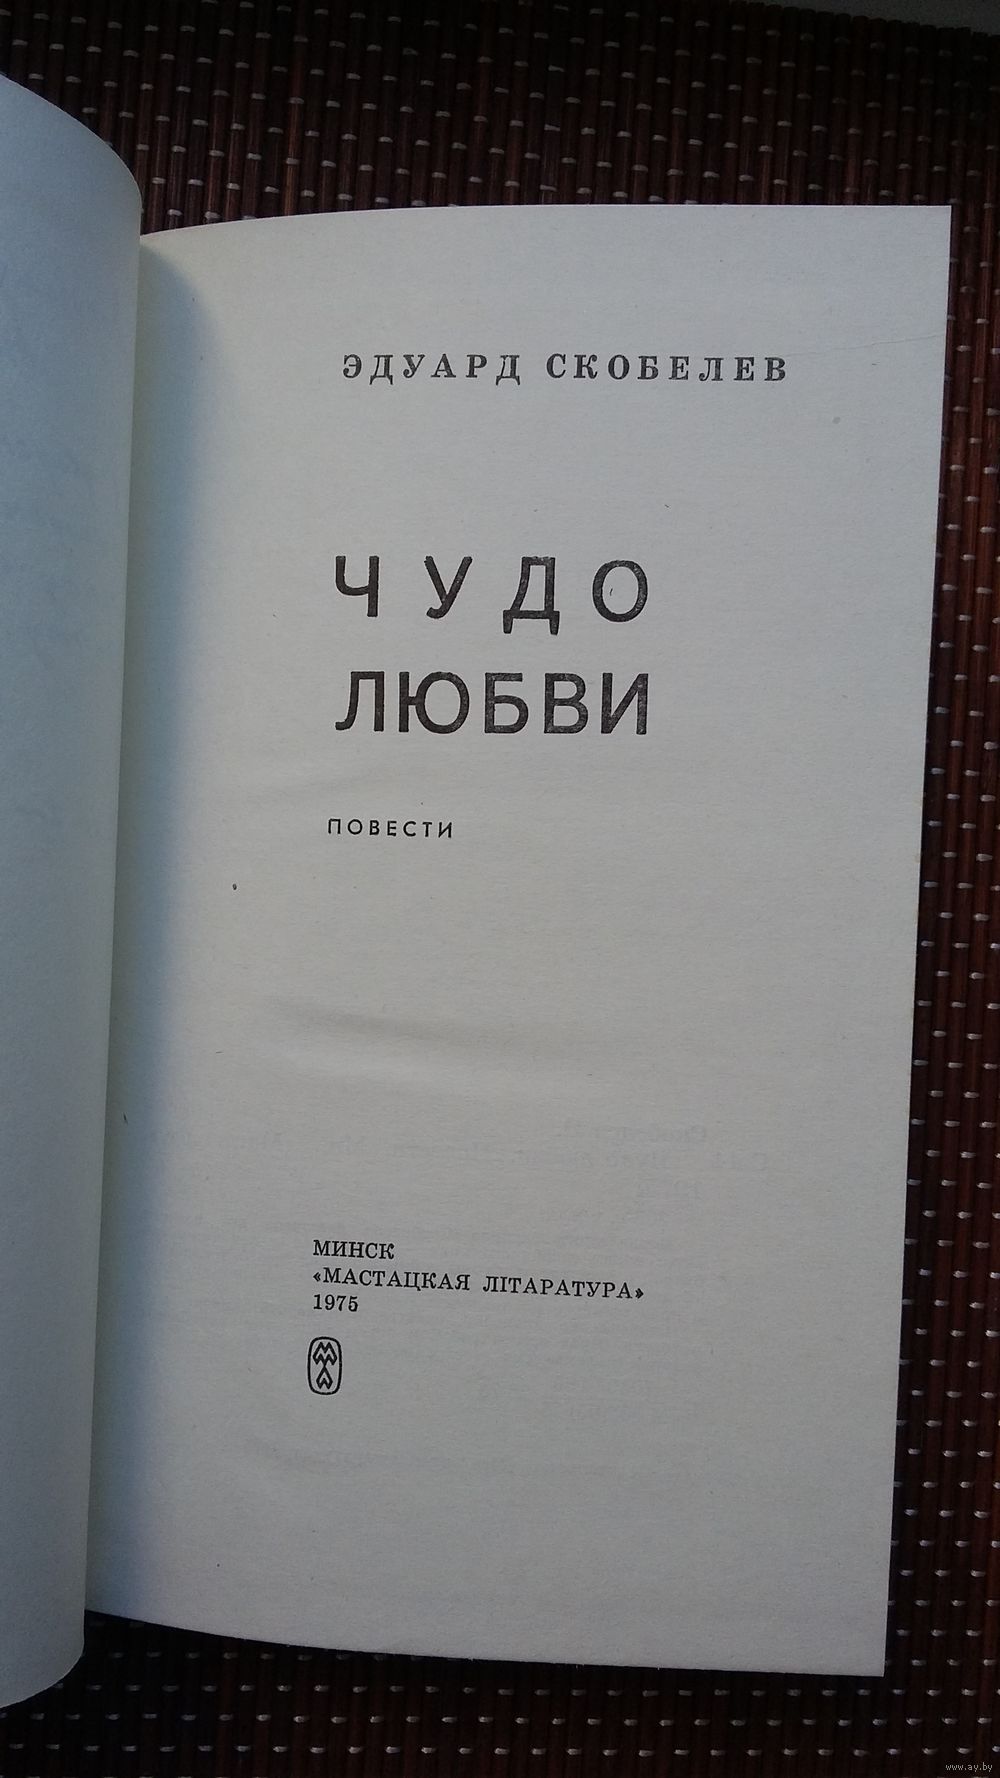 ЭДУАРД СКОБЕЛЕВ
ЧУДО
ЛЮБВИ
ПОВЕСТИ
МИНСК
«МАСТАЦКАЯ ЛІТАРАТУРА»
1975
www.ay.by